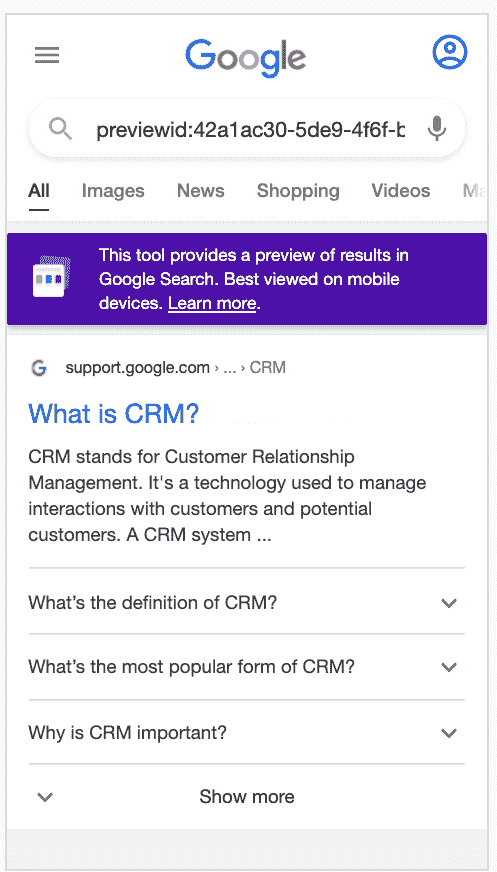 Google
previewid:42a1ac30-5de9-4f6f-b
All Images News Shopping Videos Ma
This tool provides a preview of results in
Google Search. Best viewed on mobile
devices. Learn more.
G support.google.com › ... › CRM
What is CRM?
CRM stands for Customer Relationship
Management. It's a technology used to manage
interactions with customers and potential
customers. A CRM system ...
What's the definition of CRM?
What's the most popular form of CRM?
Why is CRM important?
Show more